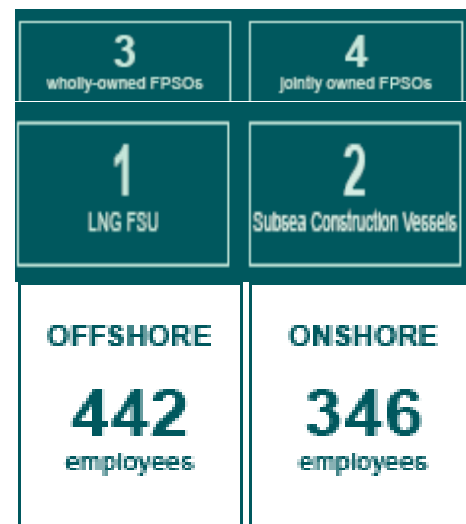 3
wholly-owned FPSOs
4
jointly owned FPSOs
1
LNG FSU
2
Subsea Construction Vessels
OFFSHORE
442
employees
ONSHORE
346
employees